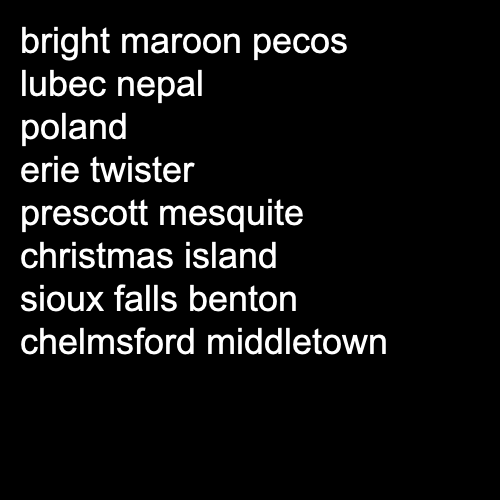 bright maroon pecos
lubec nepal
poland
erie twister
prescott mesquite
christmas island
sioux falls benton
chelmsford middletown